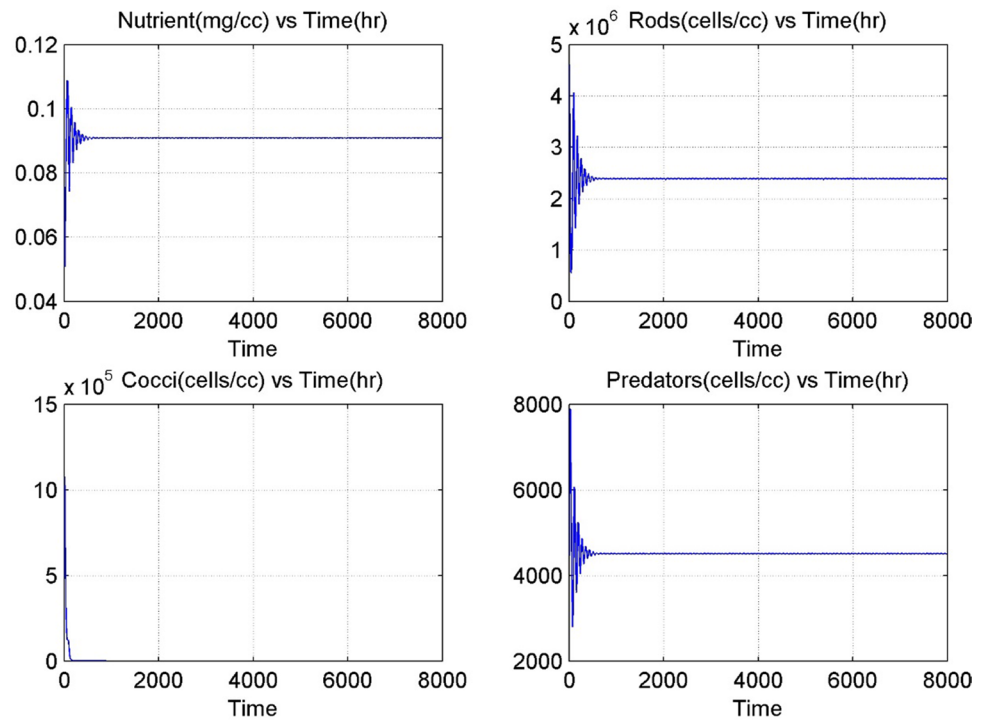 Nutrient(mg/cc) vs Time(hr)
0.12
0.1
0.08
0.06
0.04
0 2000 4000 6000 8000
Time
x 10^6 Rods(cells/cc) vs Time(hr)
5
4
3
2
1
0
0 2000 4000 6000 8000
Time
x 10^5 Cocci(cells/cc) vs Time(hr)
15
10
5
0
0 2000 4000 6000 8000
Time
Predators(cells/cc) vs Time(hr)
8000
6000
4000
2000
0 2000 4000 6000 8000
Time